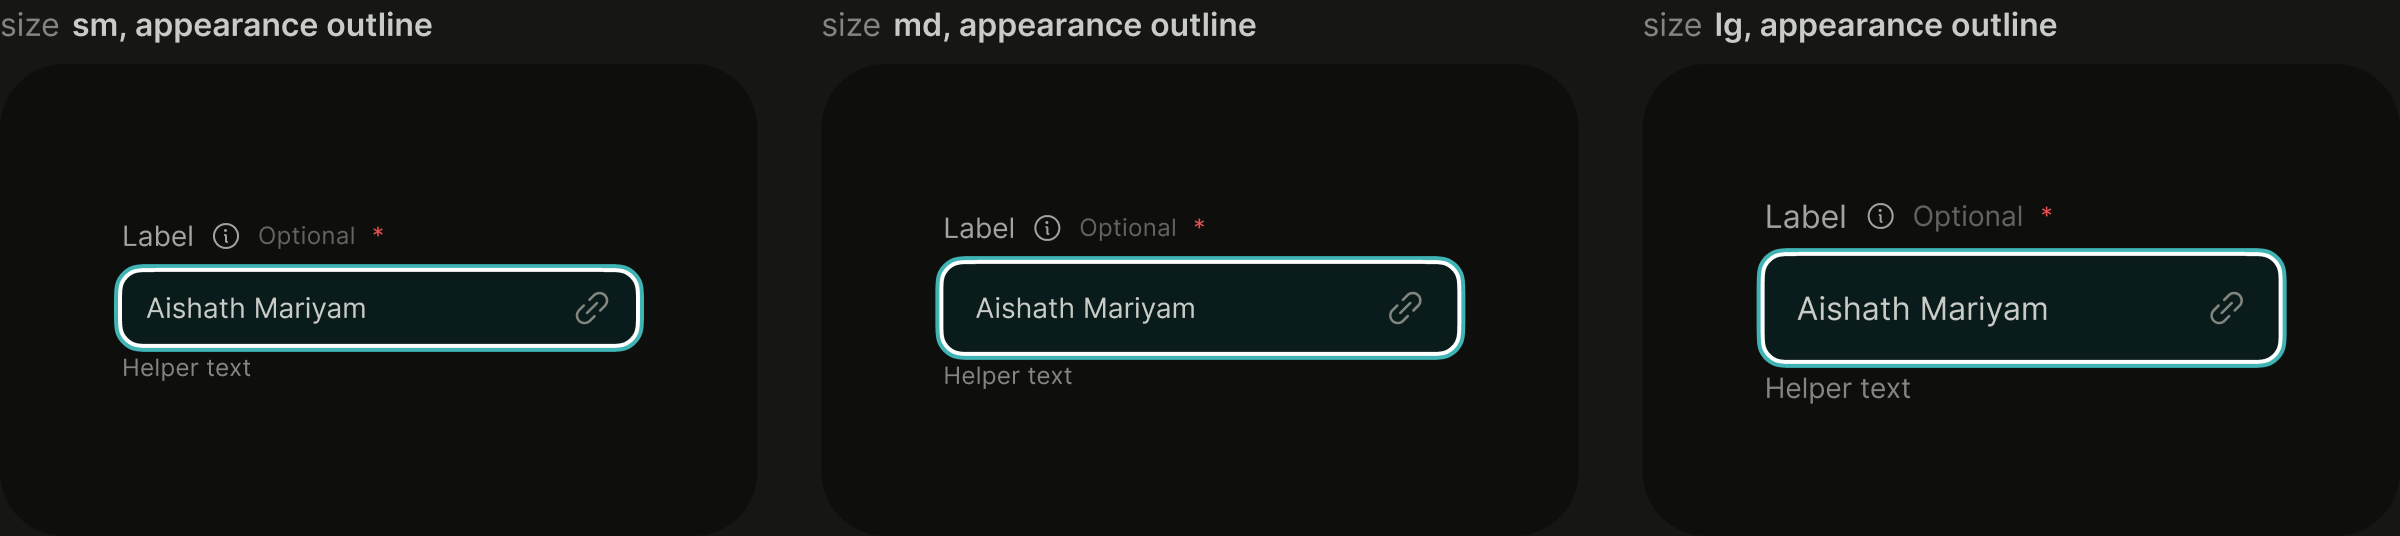 size sm, appearance outline
size md, appearance outline
size lg, appearance outline
Label Optional *
Aishath Mariyam
Helper text
Label Optional *
Aishath Mariyam
Helper text
Label Optional *
Aishath Mariyam
Helper text